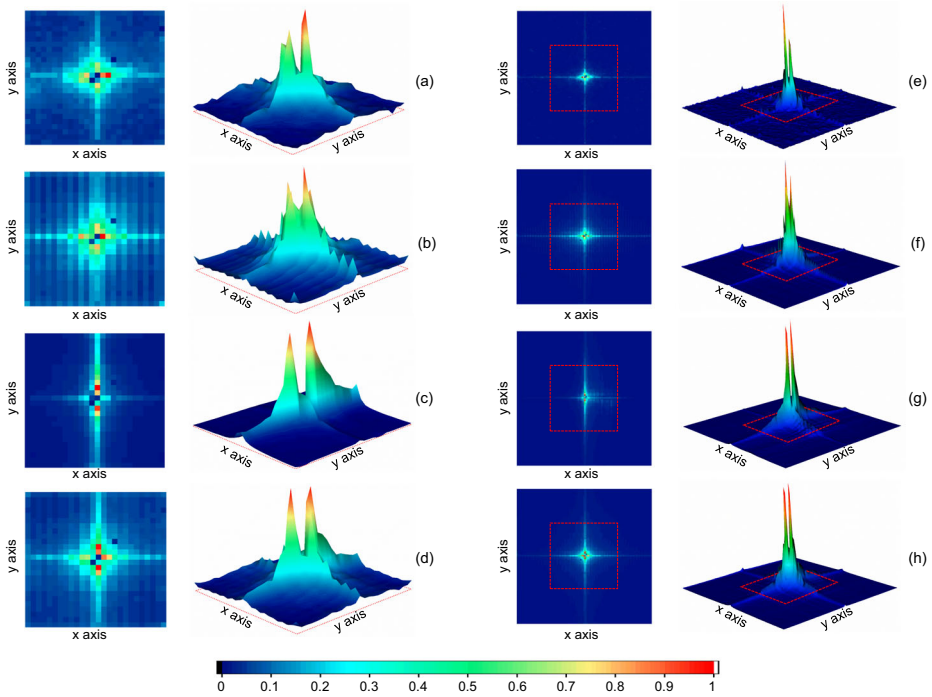 y axis
x axis
x axis
y axis
(a)
y axis
x axis
x axis
y axis
(e)
y axis
x axis
x axis
y axis
(b)
y axis
x axis
x axis
y axis
(f)
y axis
x axis
x axis
y axis
(c)
y axis
x axis
x axis
y axis
(g)
y axis
x axis
x axis
y axis
(d)
y axis
x axis
x axis
y axis
(h)
0 0.1 0.2 0.3 0.4 0.5 0.6 0.7 0.8 0.9 1